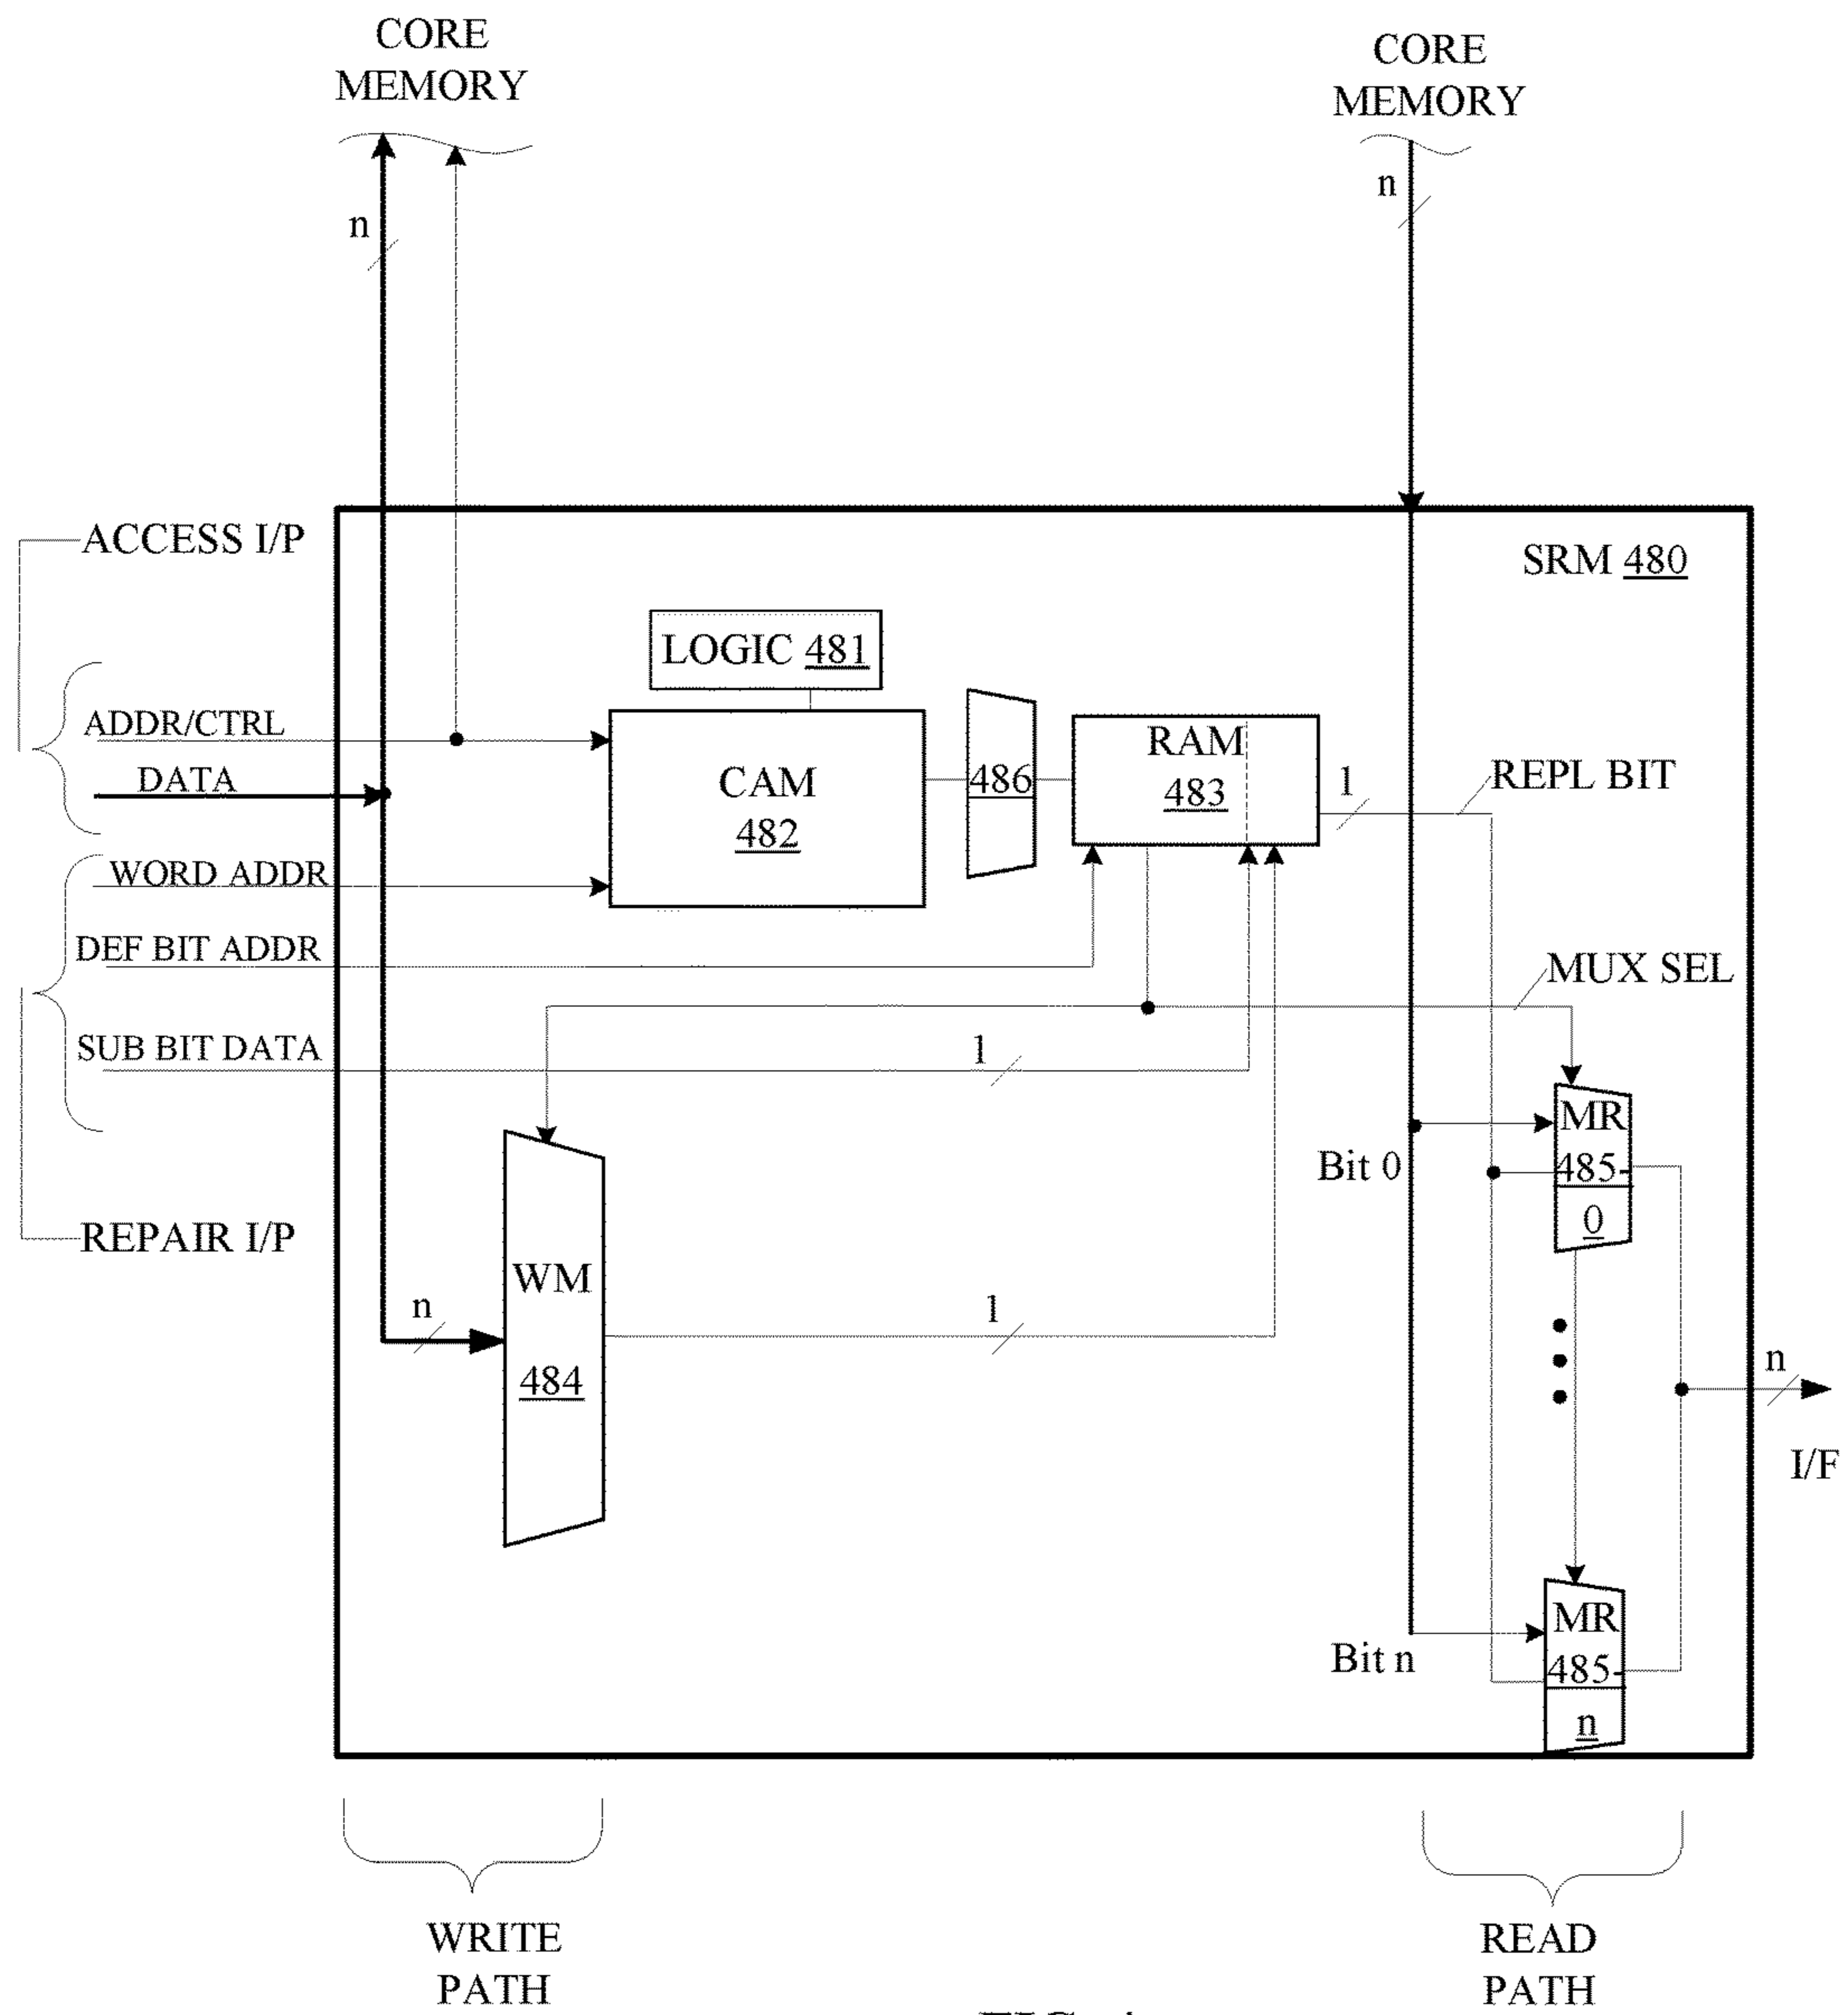 CORE
MEMORY
CORE
MEMORY
n
n
ACCESS I/P
SRM 480
LOGIC 481
ADDR/CTRL
DATA
CAM
482
486
RAM
483
1
REPL BIT
WORD ADDR
DEF BIT ADDR
MUX SEL
SUB BIT DATA
1
MR
485-
0
Bit 0
REPAIR I/P
WM
484
n
1
n
I/F
MR
485-
n
Bit n
WRITE
PATH
READ
PATH